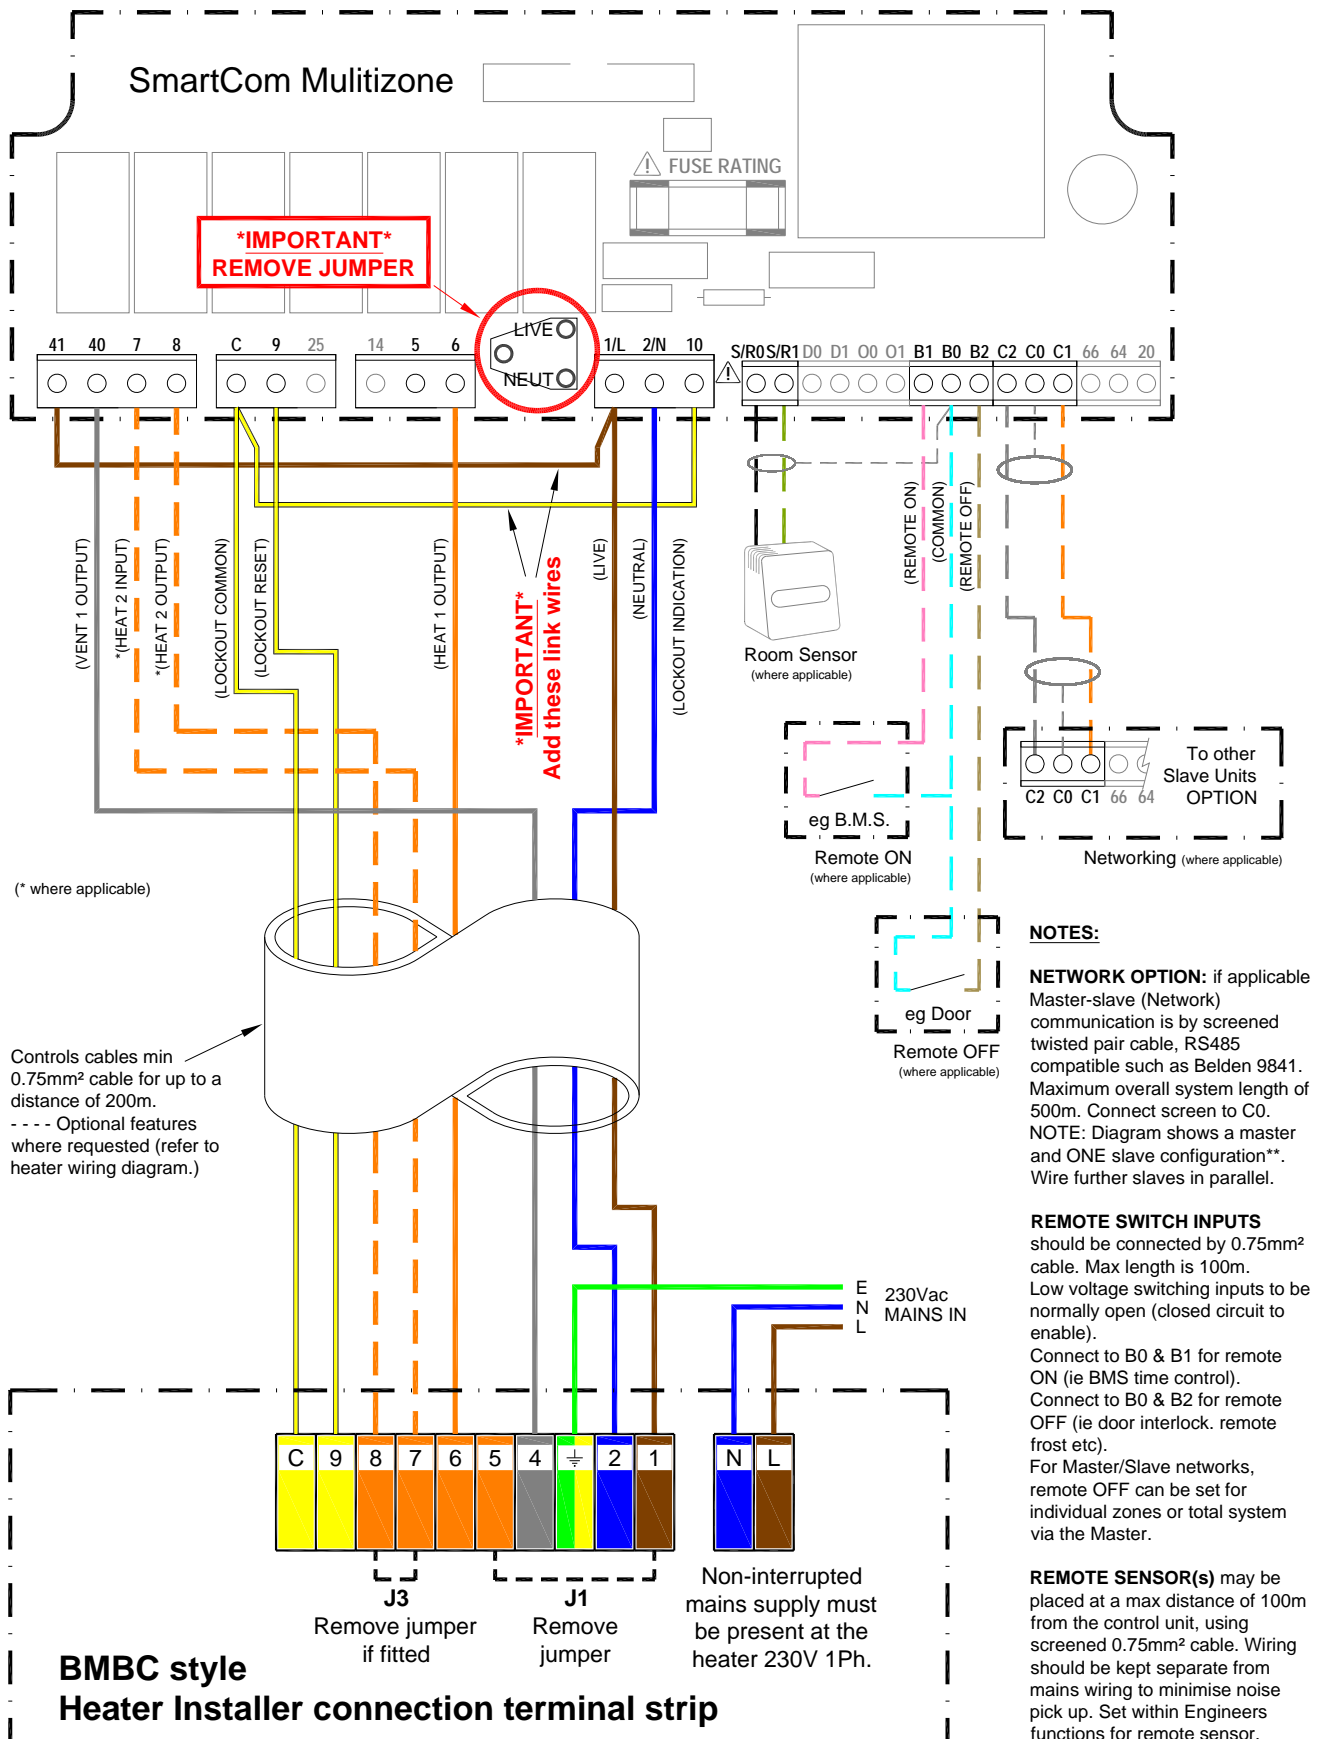 SmartCom Mulitizone
FUSE RATING
*IMPORTANT*
REMOVE JUMPER
LIVE
NEUT
41 40 7 8 C 9 25 14 5 6 1/L 2/N 10
S/R0 S/R1 D0 D1 O0 O1 B1 B0 B2 C2 C0 C1 66 64 20
(VENT 1 OUTPUT)
*(HEAT 2 INPUT)
*(HEAT 2 OUTPUT)
(LOCKOUT COMMON)
(LOCKOUT RESET)
(HEAT 1 OUTPUT)
*IMPORTANT*
Add these link wires
(LIVE)
(NEUTRAL)
(LOCKOUT INDICATION)
(REMOTE ON)
(COMMON)
(REMOTE OFF)
Room Sensor
(where applicable)
eg B.M.S.
Remote ON
(where applicable)
To other
Slave Units
OPTION
C2 C0 C1 66 64
Networking (where applicable)
eg Door
Remote OFF
(where applicable)
(* where applicable)
Controls cables min
0.75mm² cable for up to a
distance of 200m.
- - - - Optional features
where requested (refer to
heater wiring diagram.)
NOTES:
NETWORK OPTION: if applicable
Master-slave (Network)
communication is by screened
twisted pair cable, RS485
compatible such as Belden 9841.
Maximum overall system length of
500m. Connect screen to C0.
NOTE: Diagram shows a master
and ONE slave configuration**.
Wire further slaves in parallel.
REMOTE SWITCH INPUTS
should be connected by 0.75mm²
cable. Max length is 100m.
Low voltage switching inputs to be
normally open (closed circuit to
enable).
Connect to B0 & B1 for remote
ON (ie BMS time control).
Connect to B0 & B2 for remote
OFF (ie door interlock. remote
frost etc).
For Master/Slave networks,
remote OFF can be set for
individual zones or total system
via the Master.
REMOTE SENSOR(s) may be
placed at a max distance of 100m
from the control unit, using
screened 0.75mm² cable. Wiring
should be kept separate from
mains wiring to minimise noise
pick up. Set within Engineers
functions for remote sensor.
E
N
L
230Vac
MAINS IN
C 9 8 7 6 5 4 2 1 N L
J3
Remove jumper
if fitted
J1
Remove
jumper
Non-interrupted
mains supply must
be present at the
heater 230V 1Ph.
BMBC style
Heater Installer connection terminal strip